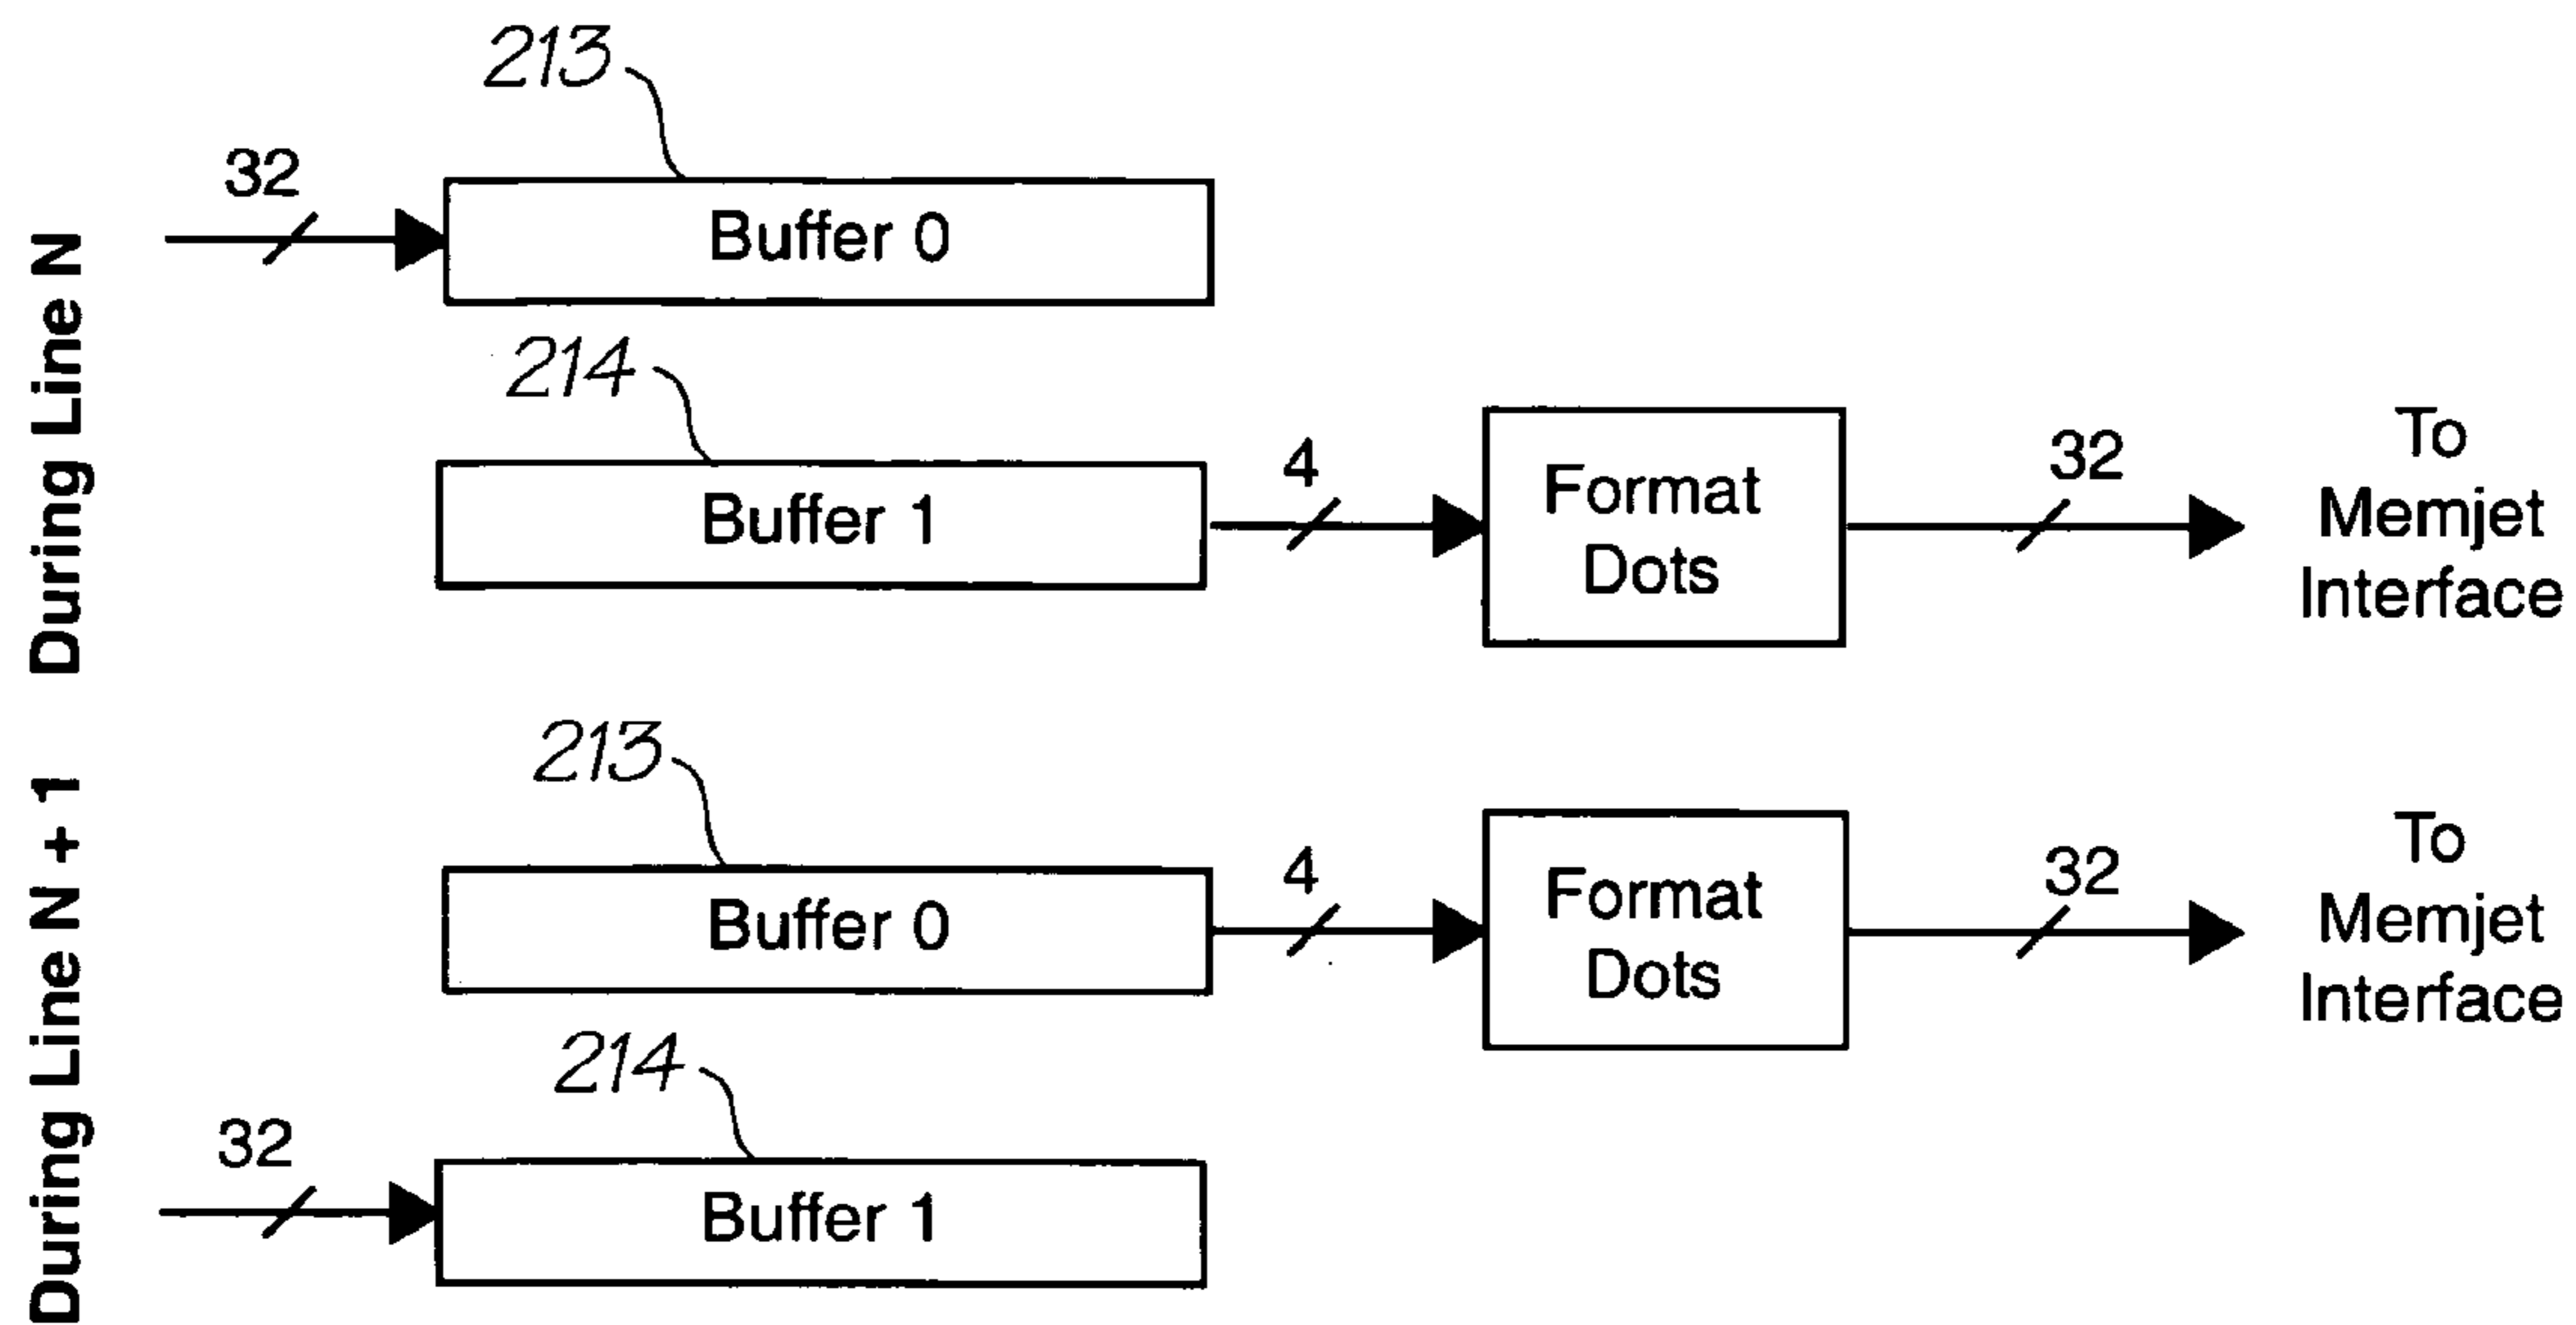 During Line N
213
32
Buffer 0
214
Buffer 1
4
Format
Dots
32
To
Memjet
Interface
During Line N + 1
213
Buffer 0
4
Format
Dots
32
To
Memjet
Interface
214
32
Buffer 1